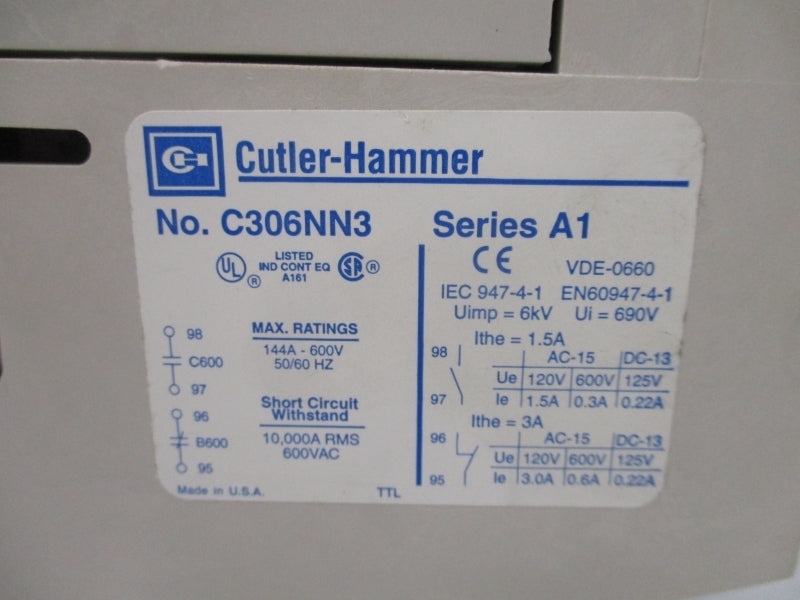 Cutler-Hammer
No. C306NN3
Series A1
UL ® LISTED IND CONT EQ A161 SA ®
CE VDE-0660
IEC 947-4-1 EN60947-4-1
Uimp = 6kV Ui = 690V
98
C600
97
96
B600
95
MAX. RATINGS
144A - 600V
50/60 HZ
Short Circuit
Withstand
10,000A RMS
600VAC
Ithe = 1.5A
98 AC-15 DC-13
Ue 120V 600V 125V
97 Ie 1.5A 0.3A 0.22A
Ithe = 3A
96 AC-15 DC-13
Ue 120V 600V 125V
95 Ie 3.0A 0.6A 0.22A
Made in U.S.A. TTL